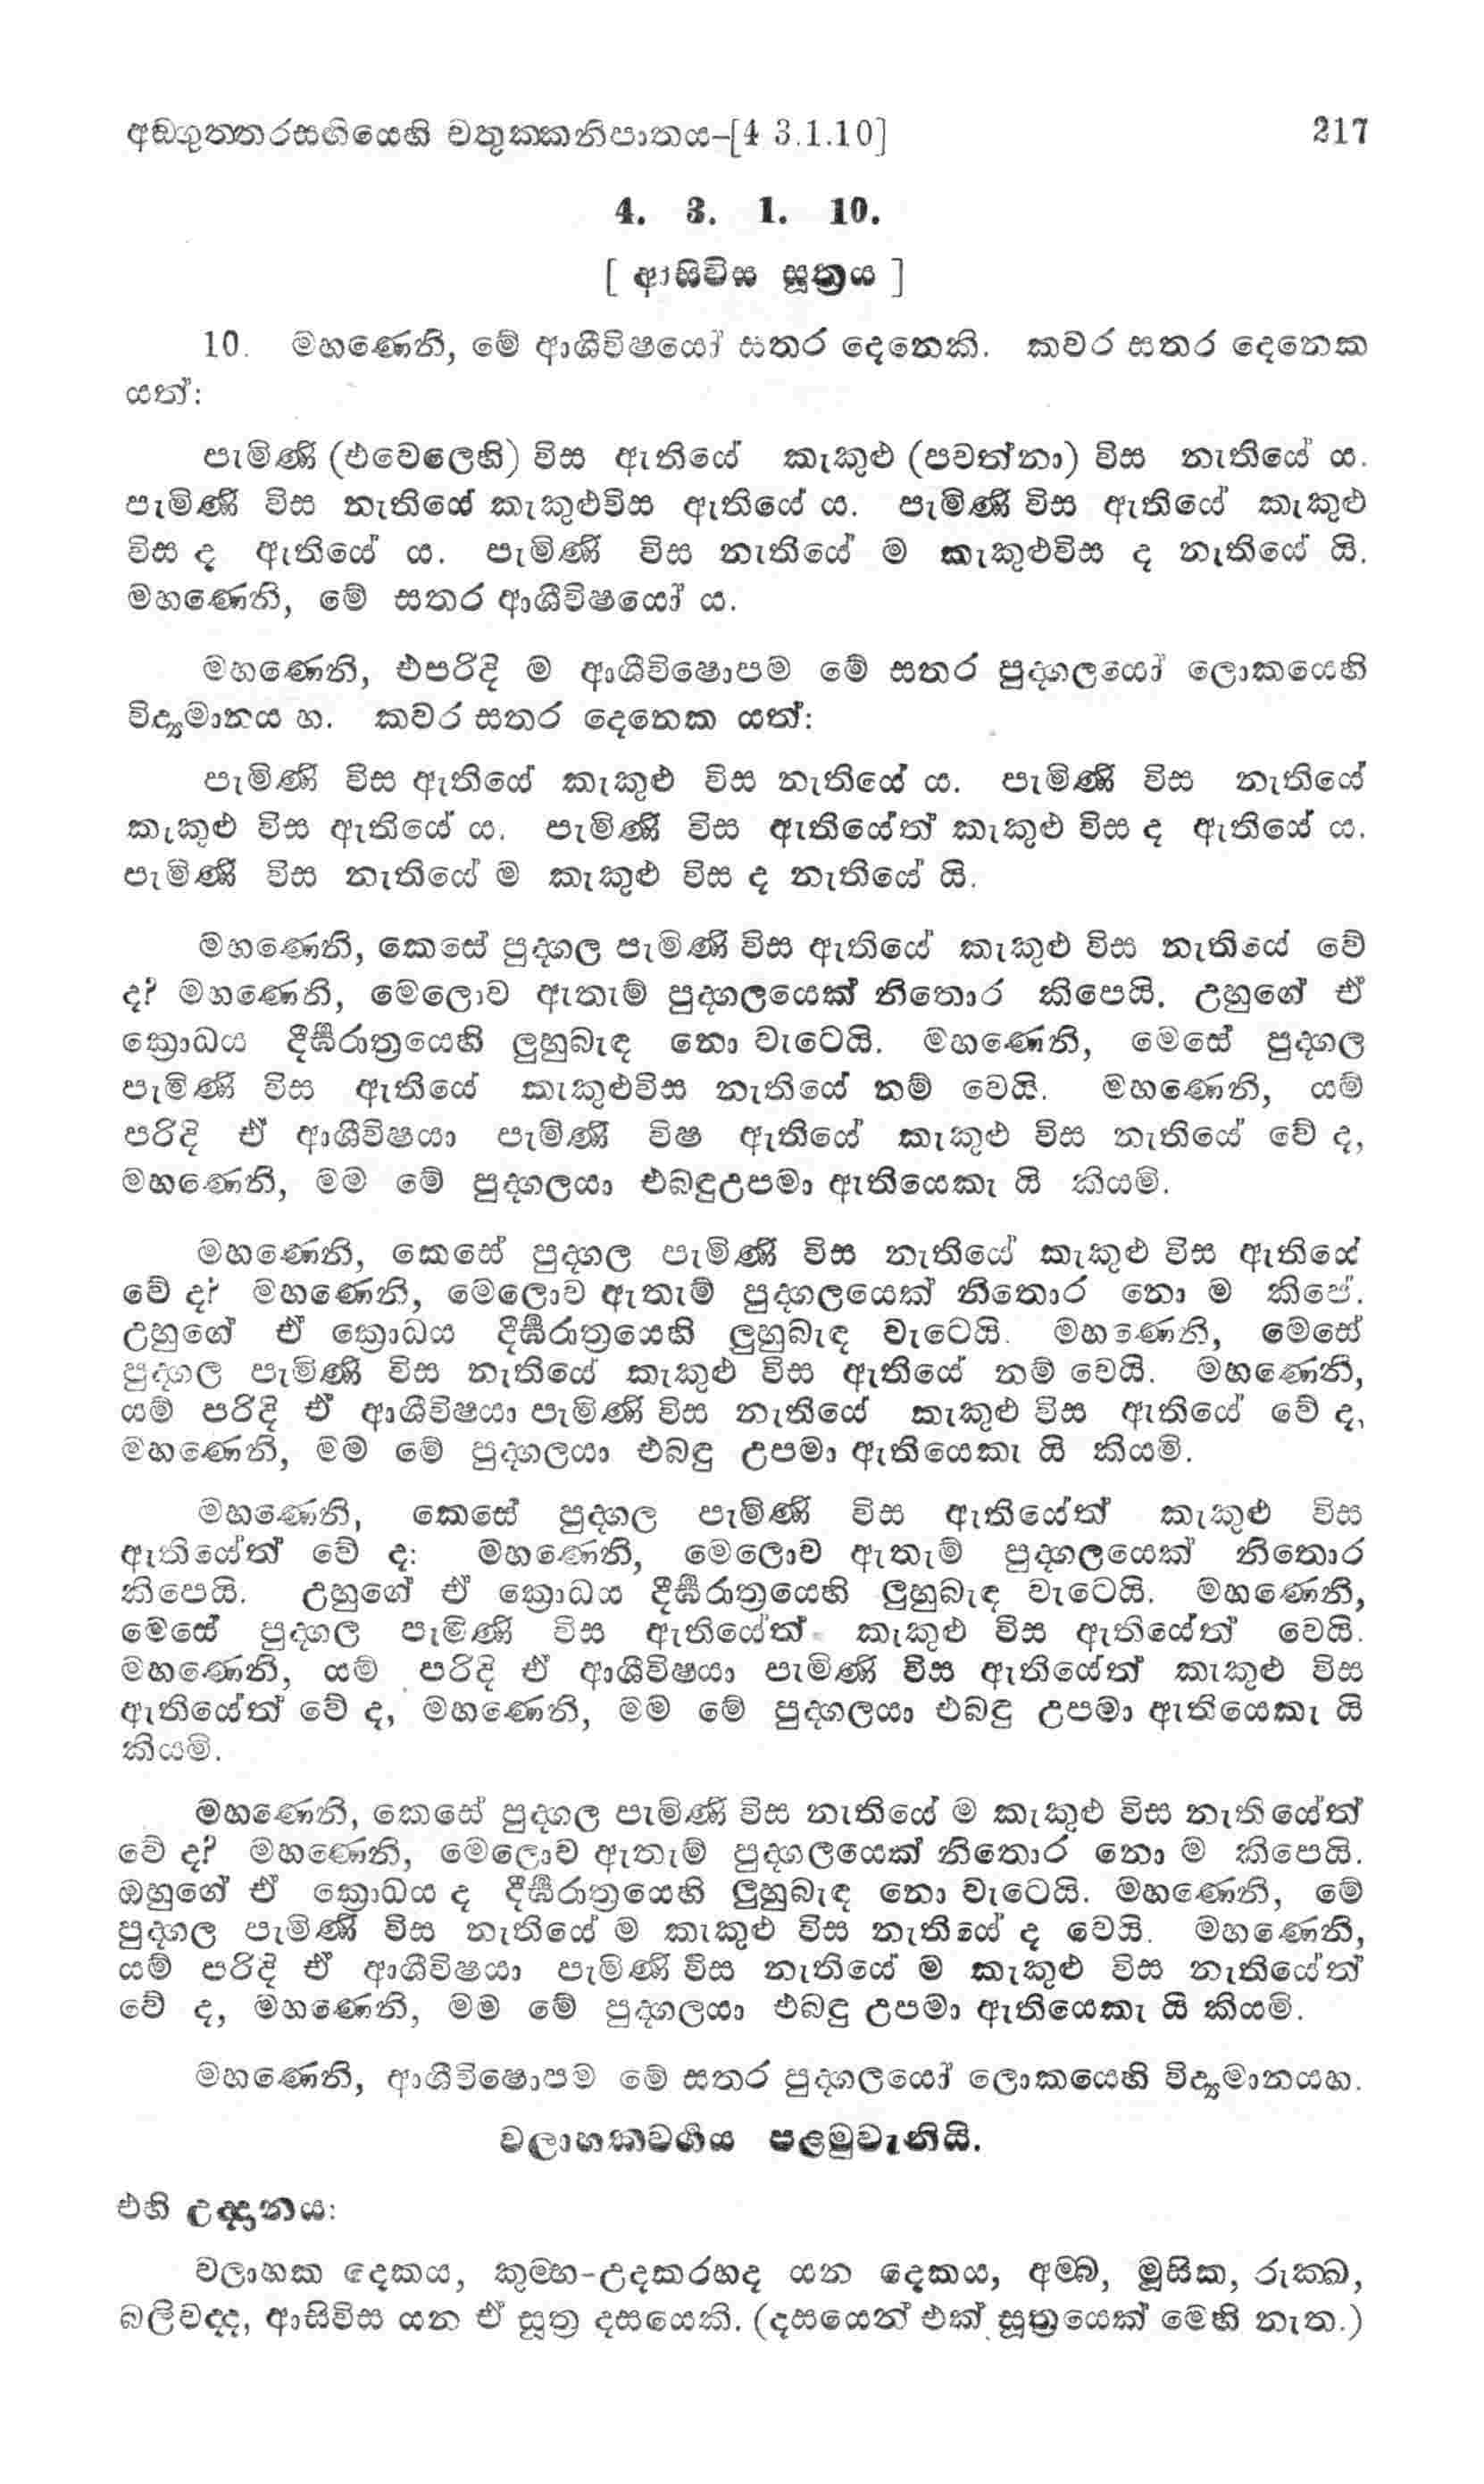 අඞගුත්තරසඟියෙහි චතුක්කනිපාතය-[4 3.1.10] 217
4. 3. 1. 10.
[ ආසිවිස සූත්‍රය ]
10. මහණෙනි, මේ ආශීවිෂයෝ සතර දෙනෙකි. කවර සතර දෙනෙක
යත්:
පැමිණි (එවෙලෙහි) විස ඇතියේ කැකුළු (පවත්නා) විස නැතියේ ය.
පැමිණි විස නැතියේ කැකුළුවිස ඇතියේ ය. පැමිණි විස ඇතියේ කැකුළු
විස ද ඇතියේ ය. පැමිණි විස නැතියේ ම කැකුළුවිස ද නැතියේ යි.
මහණෙනි, මේ සතර ආශීවිෂයෝ ය.
මහණෙනි, එපරිදි ම ආශීවිෂොපම මේ සතර පුද්ගලයෝ ලොකයෙහි
විද්‍යමානය හ. කවර සතර දෙනෙක යත්:
පැමිණි විස ඇතියේ කැකුළු විස නැතියේ ය. පැමිණි විස නැතියේ
කැකුළු විස ඇතියේ ය. පැමිණි විස ඇතියේත් කැකුළු විස ද ඇතියේ ය.
පැමිණි විස නැතියේ ම කැකුළු විස ද නැතියේ යි.
මහණෙනි, කෙසේ පුද්ගල පැමිණි විස ඇතියේ කැකුළු විස නැතියේ වේ
ද? මහණෙනි, මෙලොව ඇතැම් පුද්ගලයෙක් නිතොර කිපෙයි. උහුගේ ඒ
ක්‍රොධය දීර්‍ඝරාත්‍රයෙහි ලුහුබැඳ නො වැටෙයි. මහණෙනි, මෙසේ පුද්ගල
පැමිණි විස ඇතියේ කැකුළුවිස නැතියේ නම් වෙයි. මහණෙනි, යම්
පරිදි ඒ ආශීවිෂයා පැමිණි විෂ ඇතියේ කැකුළු විස නැතියේ වේ ද,
මහණෙනි, මම මේ පුද්ගලයා එබඳුඋපමා ඇතියෙකැ යි කියමි.
මහණෙනි, කෙසේ පුද්ගල පැමිණි විස නැතියේ කැකුළු විස ඇතියේ
වේ ද? මහණෙනි, මෙලොව ඇතැම් පුද්ගලයෙක් නිතොර නො ම කිපේ.
උහුගේ ඒ ක්‍රොධය දීර්‍ඝරාත්‍රයෙහි ලුහුබැඳ වැටෙයි. මහණෙනි, මෙසේ
පුද්ගල පැමිණි විස නැතියේ කැකුළු විස ඇතියේ නම් වෙයි. මහණෙනි,
යම් පරිදි ඒ ආශීවිෂයා පැමිණි විස නැතියේ කැකුළු විස ඇතියේ වේ ද,
මහණෙනි, මම මේ පුද්ගලයා එබඳු උපමා ඇතියෙකැ යි කියමි.
මහණෙනි, කෙසේ පුද්ගල පැමිණි විස ඇතියේත් කැකුළු විස
ඇතියේත් වේ ද: මහණෙනි, මෙලොව ඇතැම් පුද්ගලයෙක් නිතොර
කිපෙයි. උහුගේ ඒ ක්‍රොධය දීර්‍ඝරාත්‍රයෙහි ලුහුබැඳ වැටෙයි. මහණෙනි,
මෙසේ පුද්ගල පැමිණි විස ඇතියේත් කැකුළු විස ඇතියේත් වෙයි.
මහණෙනි, යම් පරිදි ඒ ආශීවිෂයා පැමිණි විස ඇතියේත් කැකුළු විස
ඇතියේත් වේ ද, මහණෙනි, මම මේ පුද්ගලයා එබඳු උපමා ඇතියෙකැ යි
කියමි.
මහණෙනි, කෙසේ පුද්ගල පැමිණි විස නැතියේ ම කැකුළු විස නැතියේත්
වේ ද? මහණෙනි, මෙලොව ඇතැම් පුද්ගලයෙක් නිතොර නො ම කිපෙයි.
ඔහුගේ ඒ ක්‍රොධය ද දීර්‍ඝරාත්‍රයෙහි ලුහුබැඳ නො වැටෙයි. මහණෙනි, මේ
පුද්ගල පැමිණි විස නැතියේ ම කැකුළු විස නැතියේ ද වෙයි. මහණෙනි,
යම් පරිදි ඒ ආශීවිෂයා පැමිණි විස නැතියේ ම කැකුළු විස නැතියේත්
වේ ද, මහණෙනි, මම මේ පුද්ගලයා එබඳු උපමා ඇතියෙකැ යි කියමි.
මහණෙනි, ආශීවිෂොපම මේ සතර පුද්ගලයෝ ලොකයෙහි විද්‍යමානයහ.
වලාහකවර්‍ගය පළමුවැනියි.
එහි උද්දානය:
වලාහක දෙකය, කුම්භ-උදකරහද යන දෙකය, අම්බ, මූසික, රුක්ඛ,
බලිවද්ද, ආසිවිස යන ඒ සූත්‍ර දසයෙකි. (දසයෙන් එක් සූත්‍රයෙක් මෙහි නැත.)